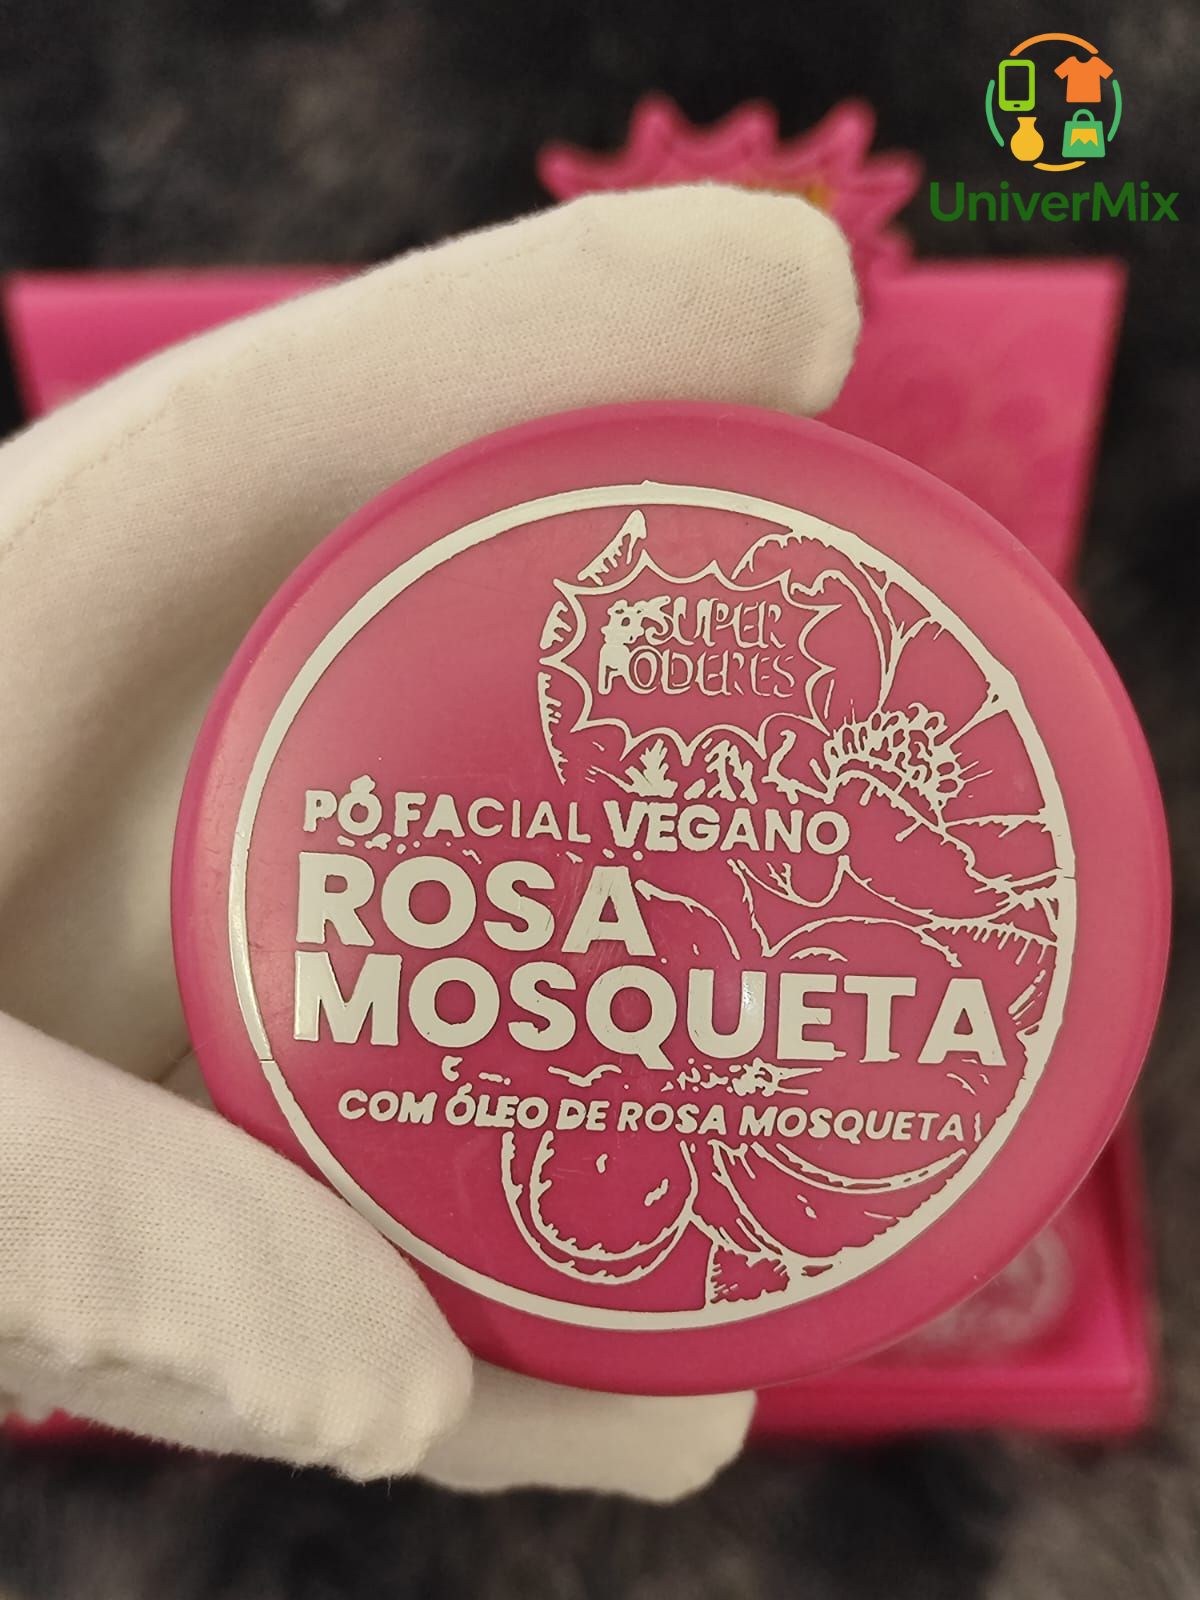 UniverMix
SUPER
PODERES
PÓ FACIAL VEGANO
ROSA
MOSQUETA
COM ÓLEO DE ROSA MOSQUETA!